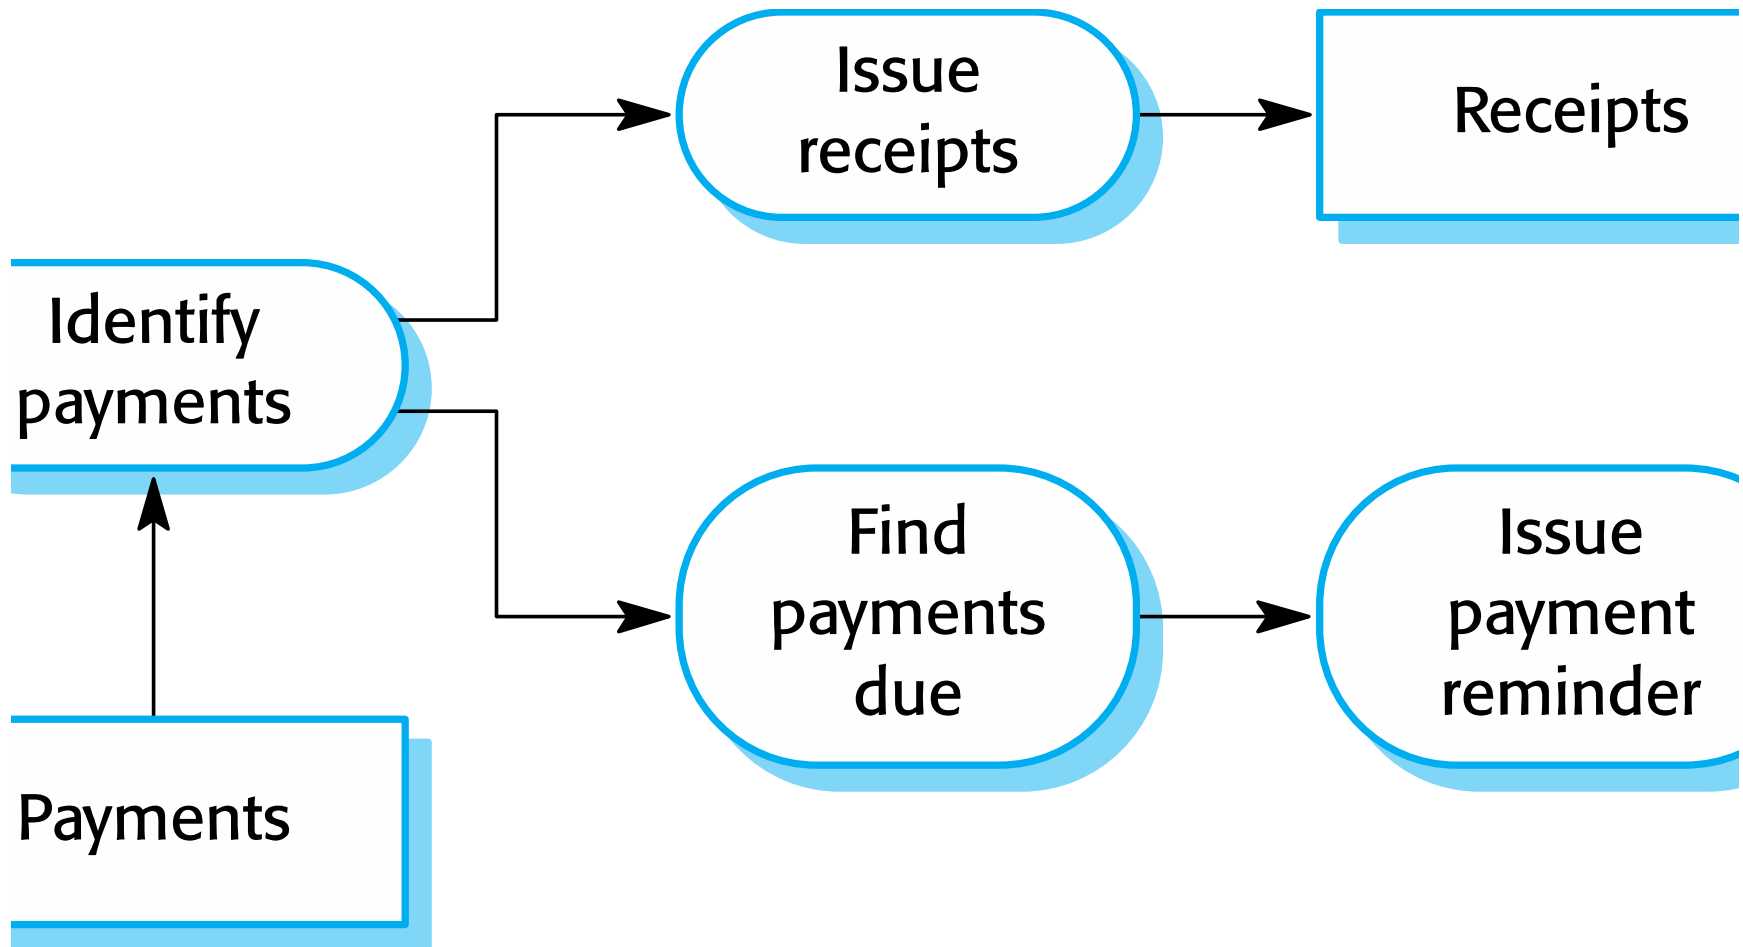 Issue
receipts
Receipts
Identify
payments
Find
payments
due
Issue
payment
reminder
Payments